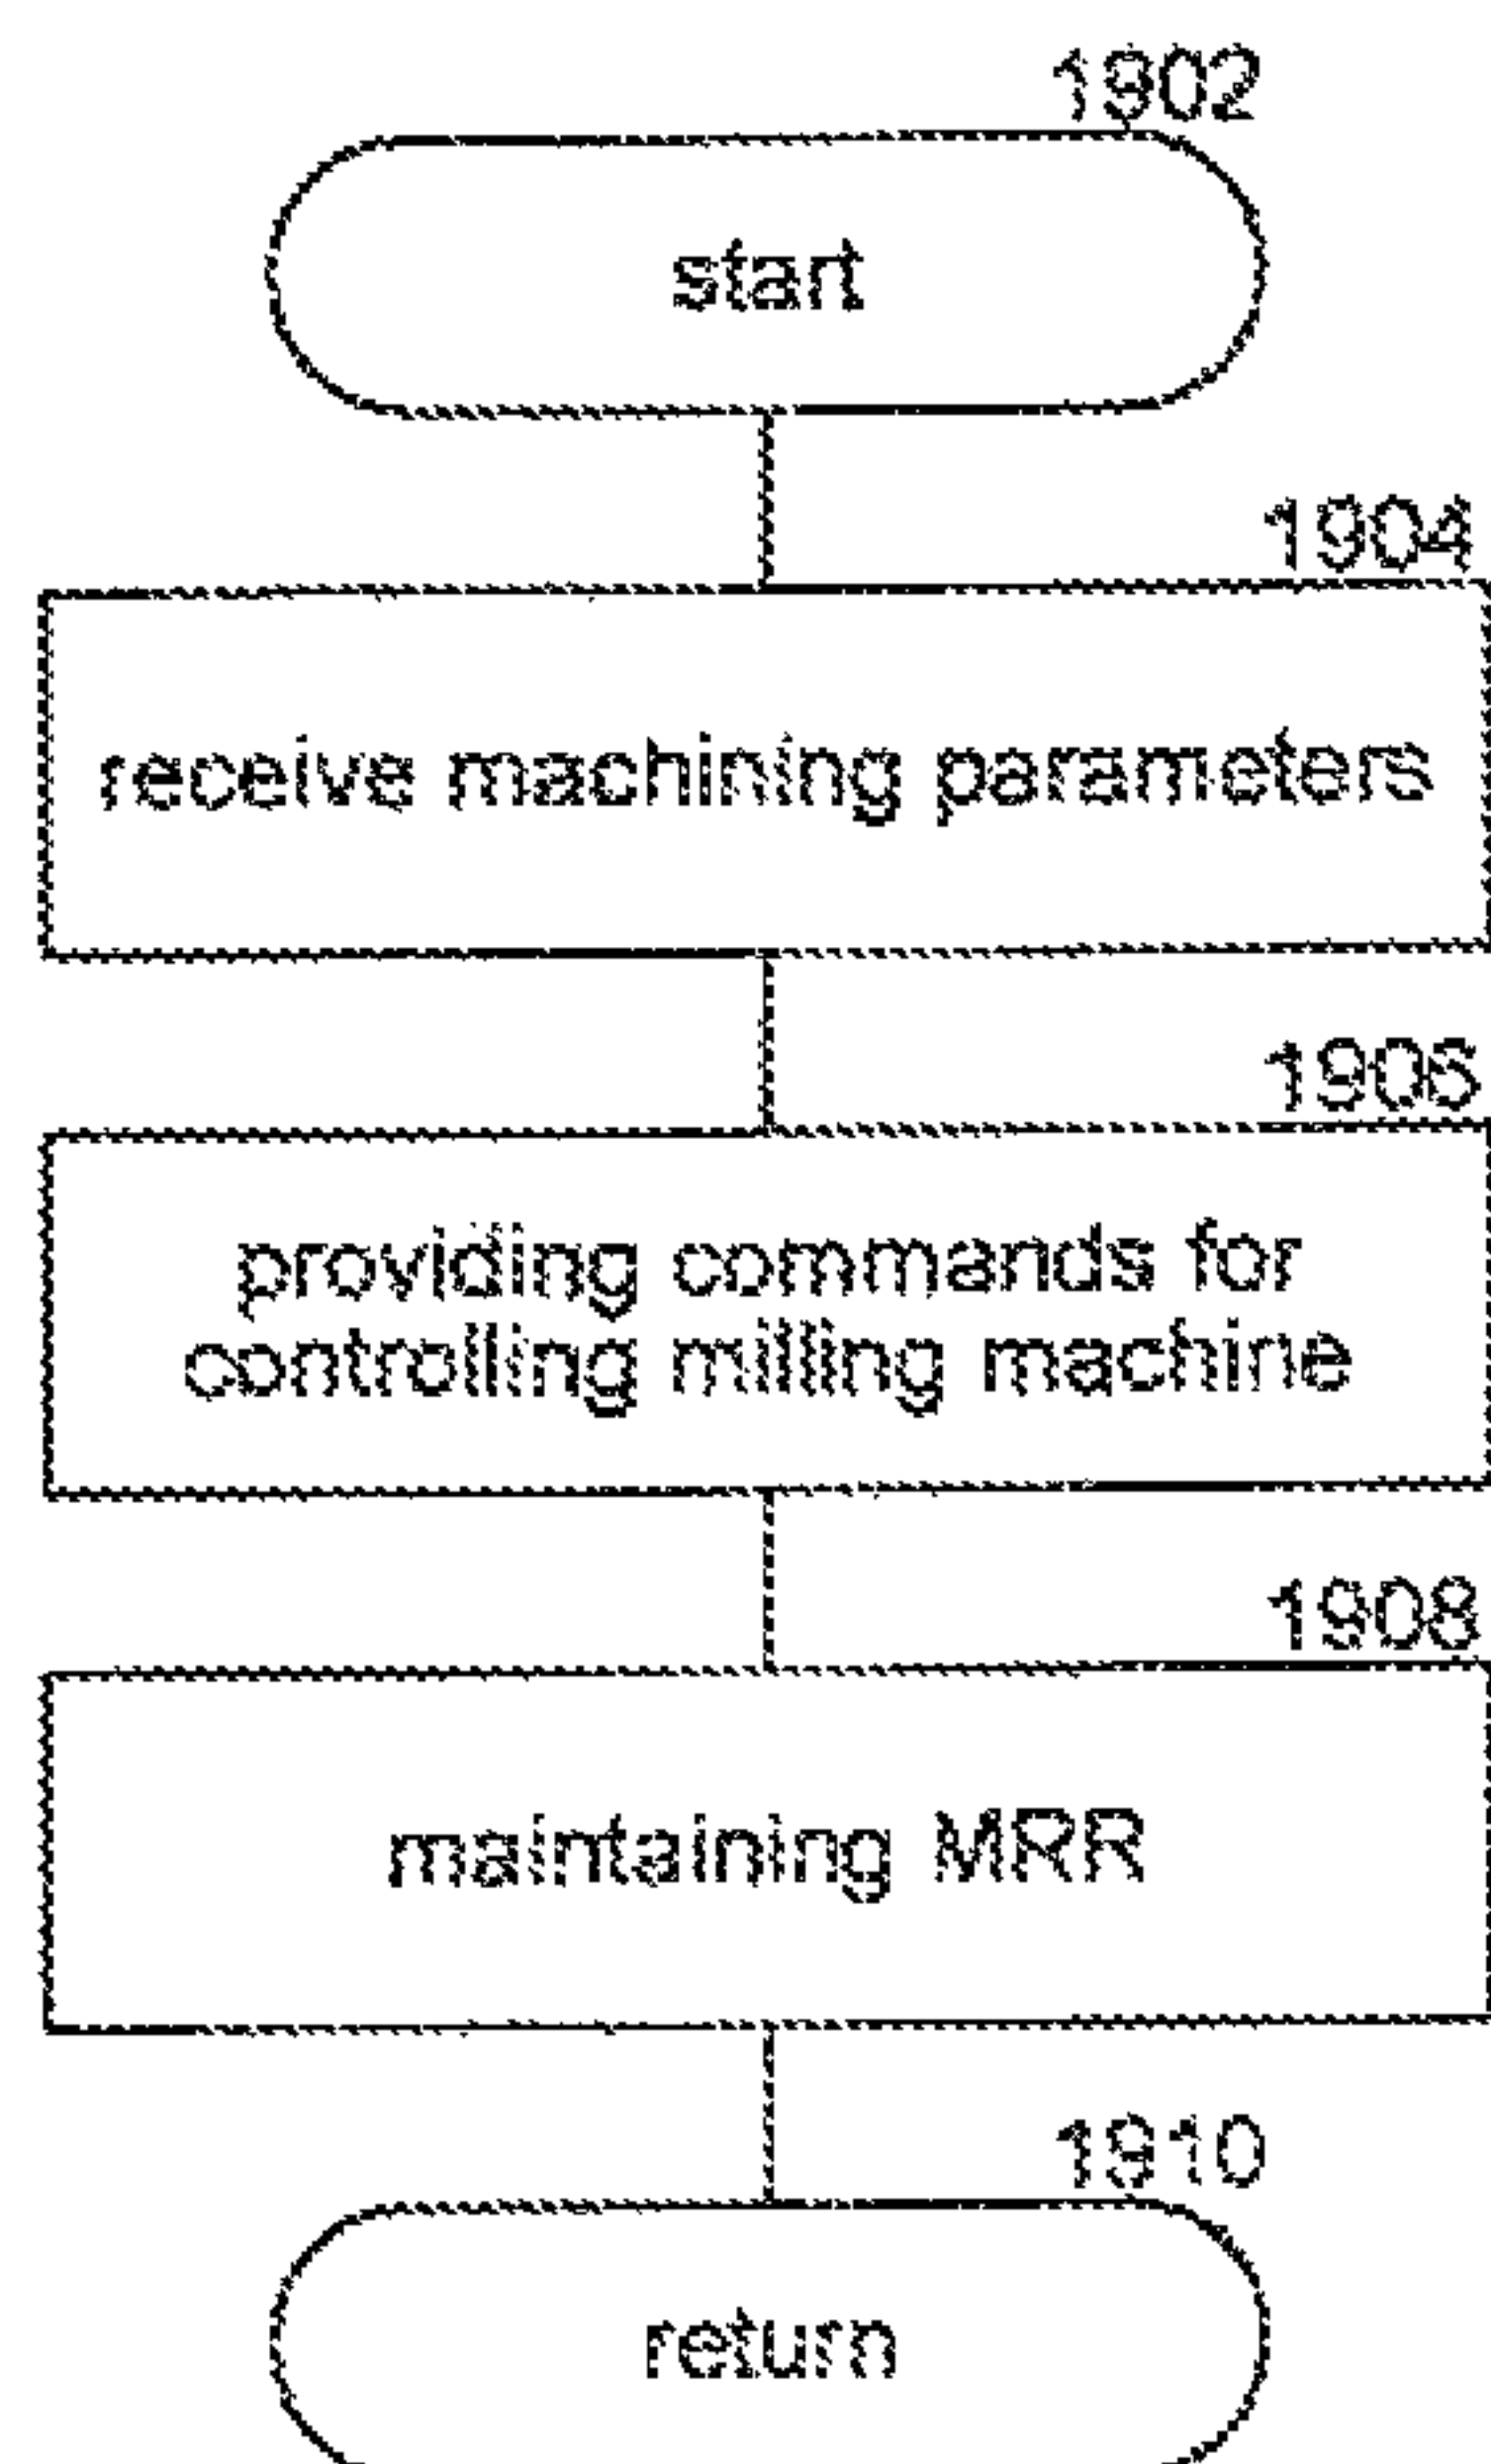 1902
start
1904
receive machining parameters
1906
providing commands for
controlling milling machine
1908
maintaining MRR
1910
return